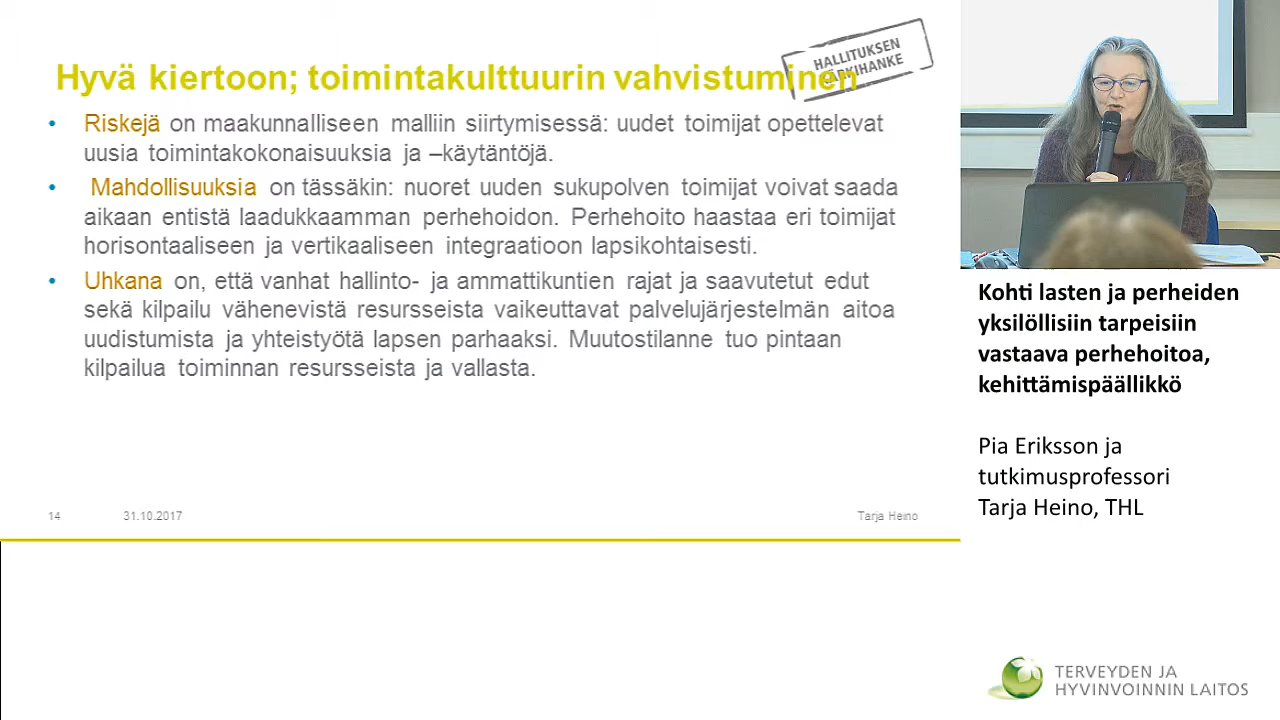 HALLITUKSEN
KÄRKIHANKE
Hyvä kiertoon; toimintakulttuurin vahvistuminen
• Riskejä on maakunnalliseen malliin siirtymisessä: uudet toimijat opettelevat
uusia toimintakokonaisuuksia ja –käytäntöjä.
• Mahdollisuuksia on tässäkin: nuoret uuden sukupolven toimijat voivat saada
aikaan entistä laadukkaamman perhehoidon. Perhehoito haastaa eri toimijat
horisontaaliseen ja vertikaaliseen integraatioon lapsikohtaisesti.
• Uhkana on, että vanhat hallinto- ja ammattikuntien rajat ja saavutetut edut
sekä kilpailu vähenevistä resursseista vaikeuttavat palvelujärjestelmän aitoa
uudistumista ja yhteistyötä lapsen parhaaksi. Muutostilanne tuo pintaan
kilpailua toiminnan resursseista ja vallasta.
14 31.10.2017 Tarja Heino
Kohti lasten ja perheiden
yksilöllisiin tarpeisiin
vastaava perhehoitoa,
kehittämispäällikkö
Pia Eriksson ja
tutkimusprofessori
Tarja Heino, THL
TERVEYDEN JA
HYVINVOINNIN LAITOS